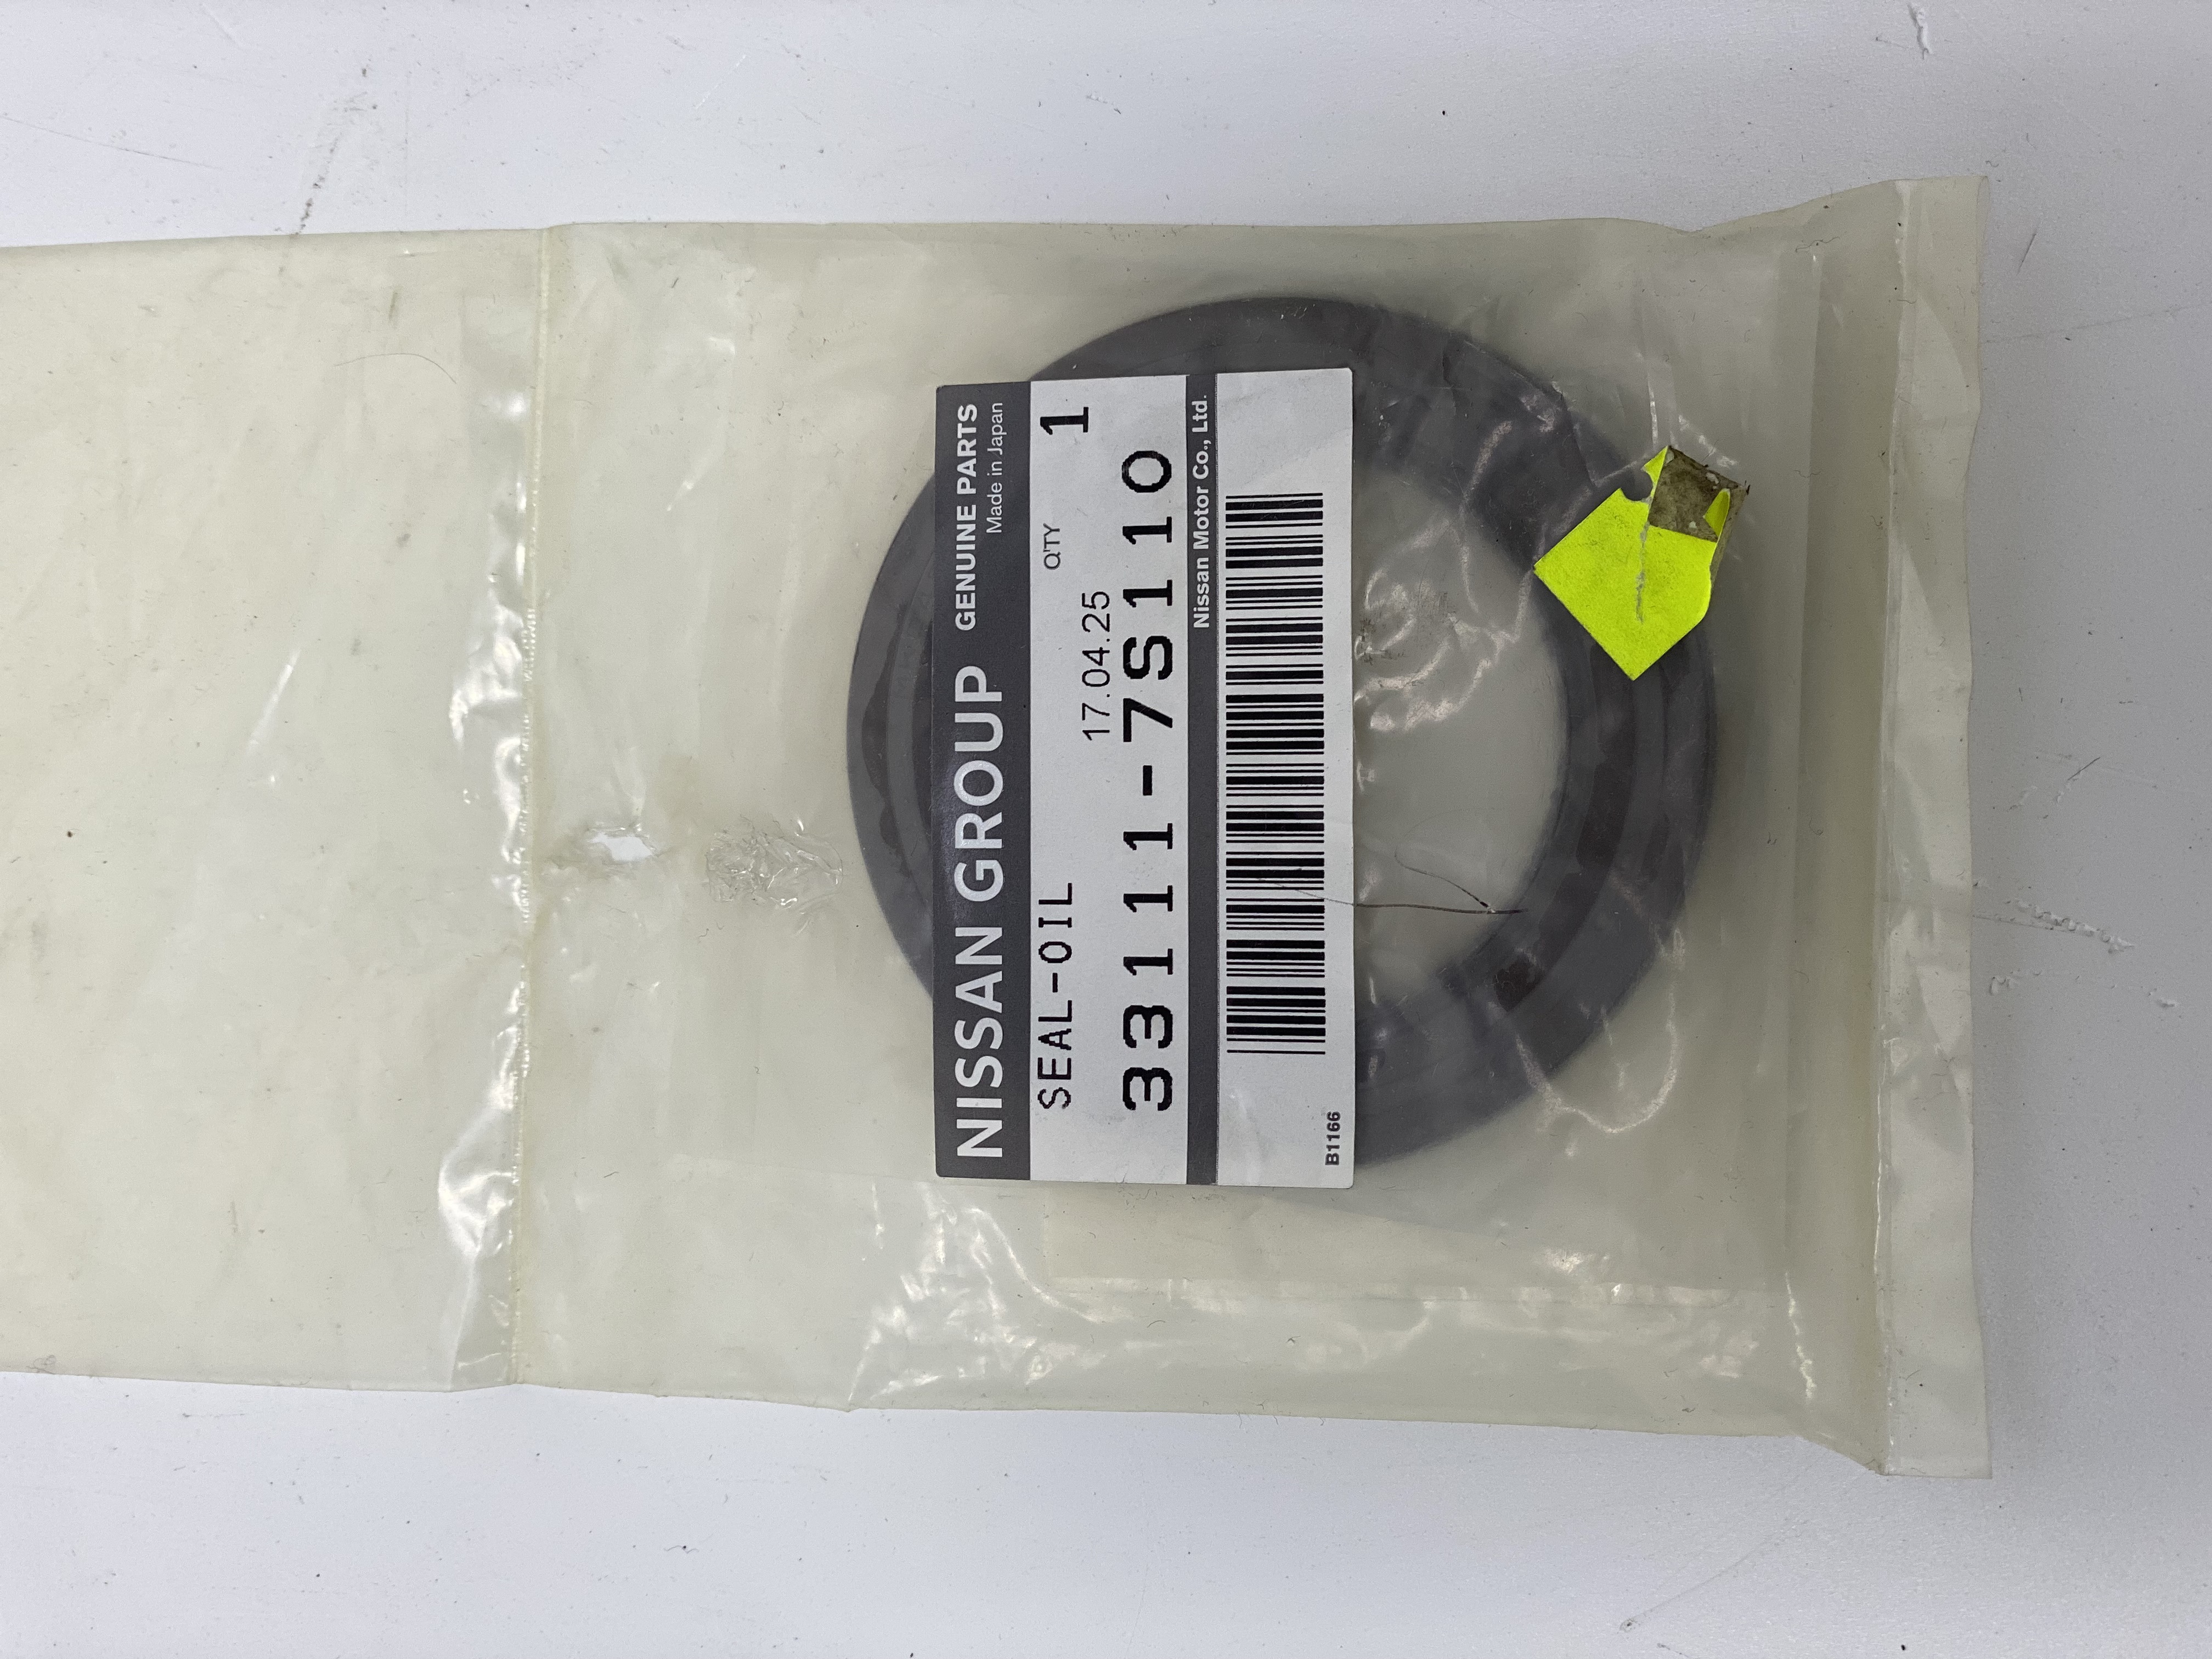 NISSAN GROUP GENUINE PARTS
Made in Japan
SEAL-OIL Q'TY 1
17.04.25
33111-7S110
Nissan Motor Co., Ltd.
B1166